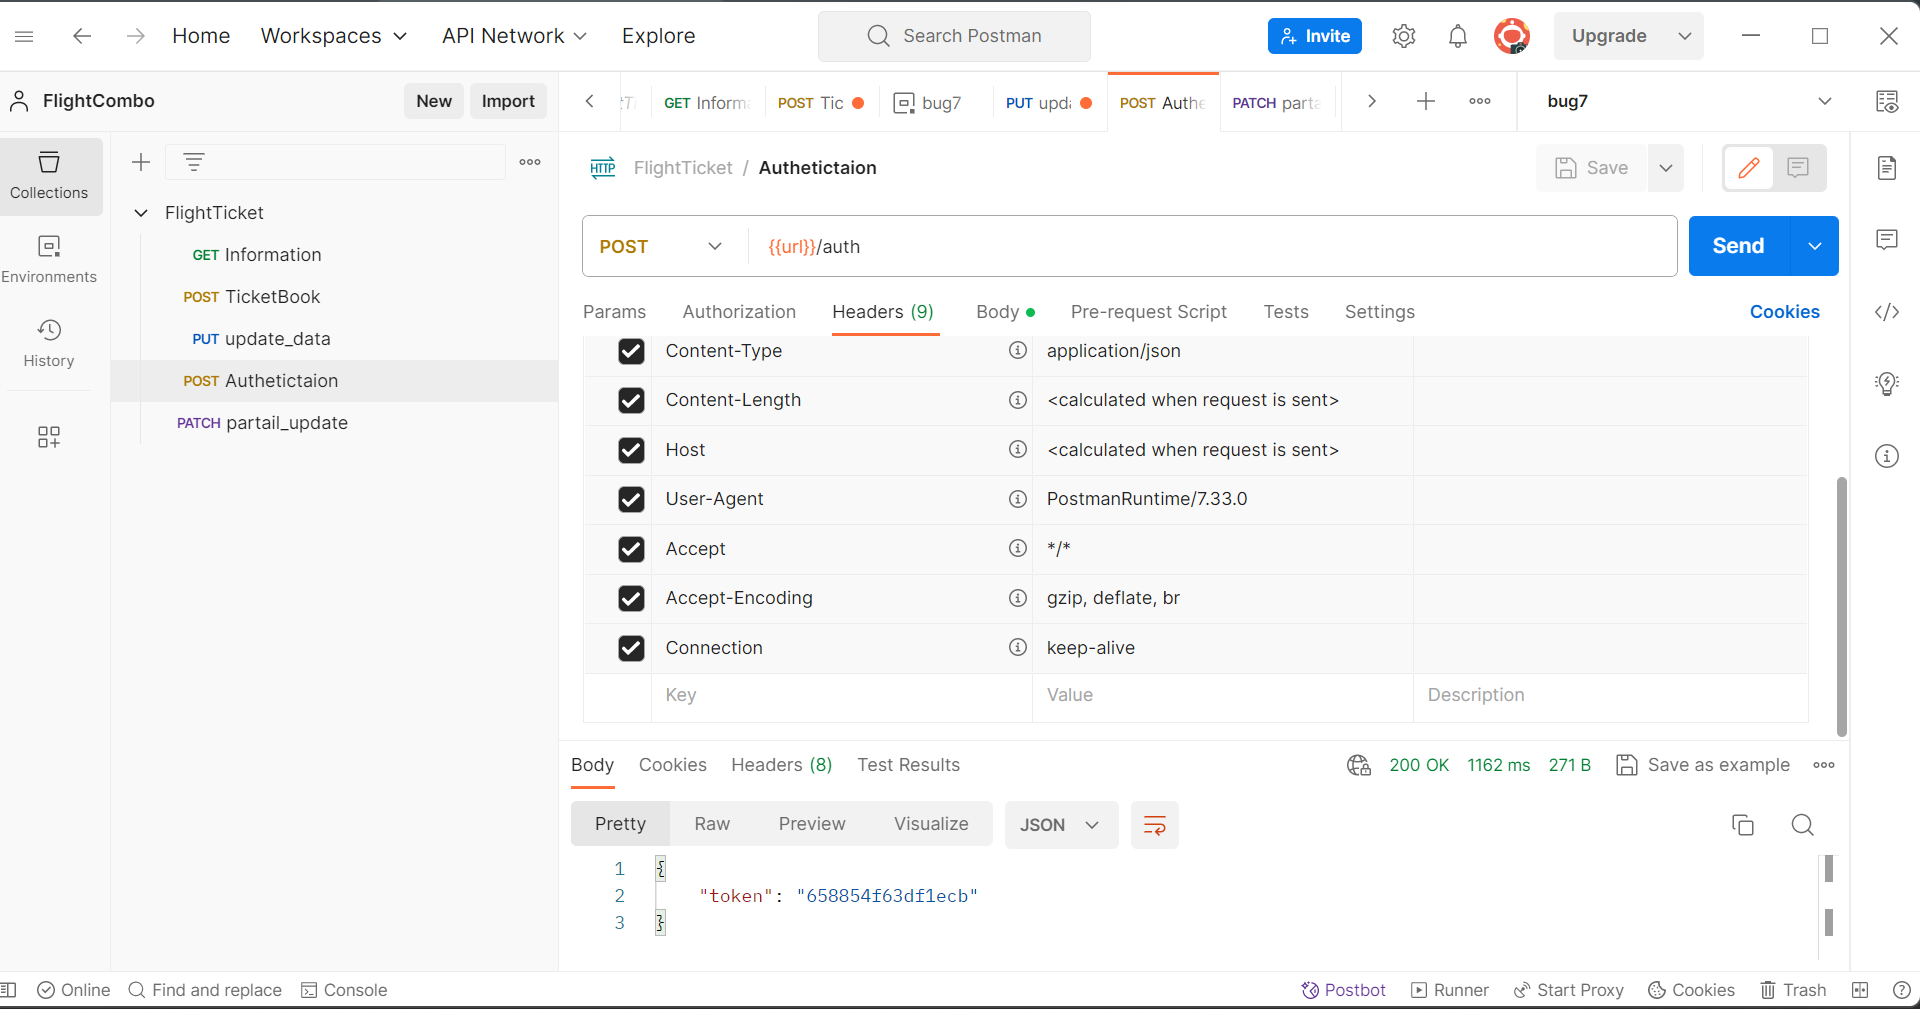 Home Workspaces API Network Explore Search Postman Invite Upgrade
FlightCombo New Import GET Inform POST Tic bug7 PUT upda POST Authe PATCH parta bug7
Collections
Environments
History
FlightTicket
GET Information
POST TicketBook
PUT update_data
POST Authetictaion
PATCH partail_update
HTTP FlightTicket / Authetictaion Save
POST {{url}}/auth Send
Params Authorization Headers (9) Body Pre-request Script Tests Settings Cookies
Content-Type application/json
Content-Length <calculated when request is sent>
Host <calculated when request is sent>
User-Agent PostmanRuntime/7.33.0
Accept */*
Accept-Encoding gzip, deflate, br
Connection keep-alive
Key Value Description
Body Cookies Headers (8) Test Results 200 OK 1162 ms 271 B Save as example
Pretty Raw Preview Visualize JSON
1 {
2 "token": "658854f63df1ecb"
3 }
Online Find and replace Console Postbot Runner Start Proxy Cookies Trash